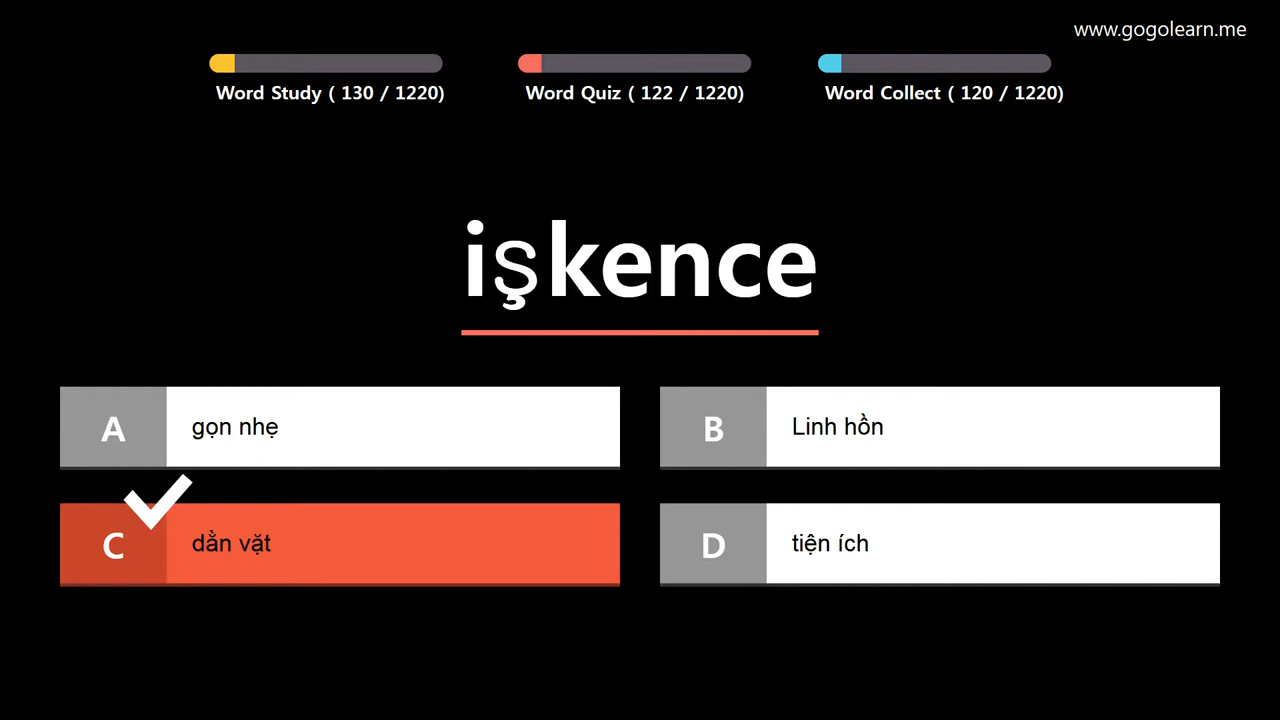 www.gogolearn.me
Word Study ( 130 / 1220)
Word Quiz ( 122 / 1220)
Word Collect ( 120 / 1220)
işkence
A
gọn nhẹ
B
Linh hồn
C
dằn vặt
D
tiện ích